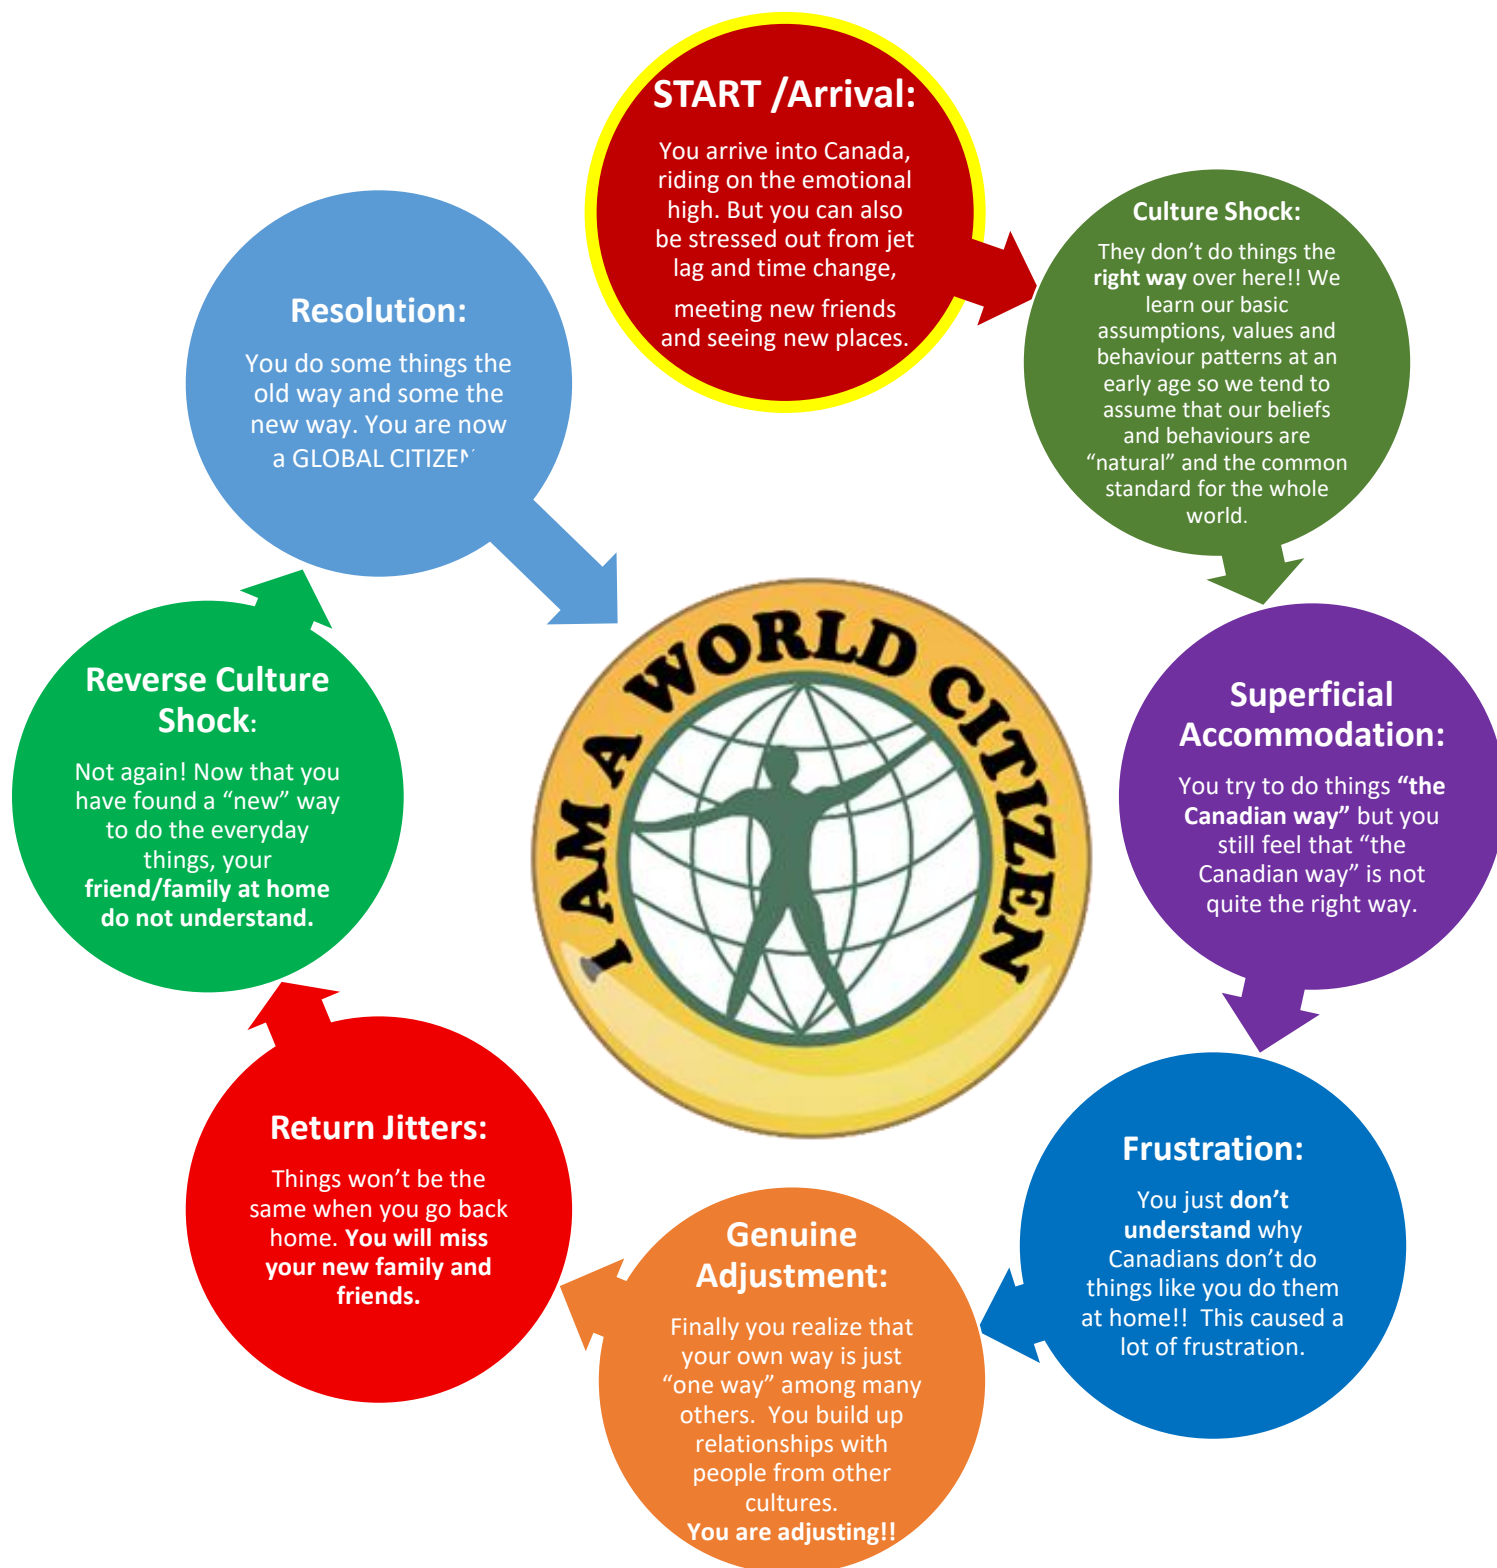 START /Arrival:
You arrive into Canada,
riding on the emotional
high. But you can also
be stressed out from jet
lag and time change,
meeting new friends
and seeing new places.
Culture Shock:
They don’t do things the
right way over here!! We
learn our basic
assumptions, values and
behaviour patterns at an
early age so we tend to
assume that our beliefs
and behaviours are
“natural” and the common
standard for the whole
world.
Superficial
Accommodation:
You try to do things “the
Canadian way” but you
still feel that “the
Canadian way” is not
quite the right way.
Frustration:
You just don’t
understand why
Canadians don’t do
things like you do them
at home!! This caused a
lot of frustration.
Genuine
Adjustment:
Finally you realize that
your own way is just
“one way” among many
others. You build up
relationships with
people from other
cultures.
You are adjusting!!
Return Jitters:
Things won’t be the
same when you go back
home. You will miss
your new family and
friends.
Reverse Culture
Shock:
Not again! Now that you
have found a “new” way
to do the everyday
things, your
friend/family at home
do not understand.
Resolution:
You do some things the
old way and some the
new way. You are now
a GLOBAL CITIZEN
I AM A WORLD CITIZEN